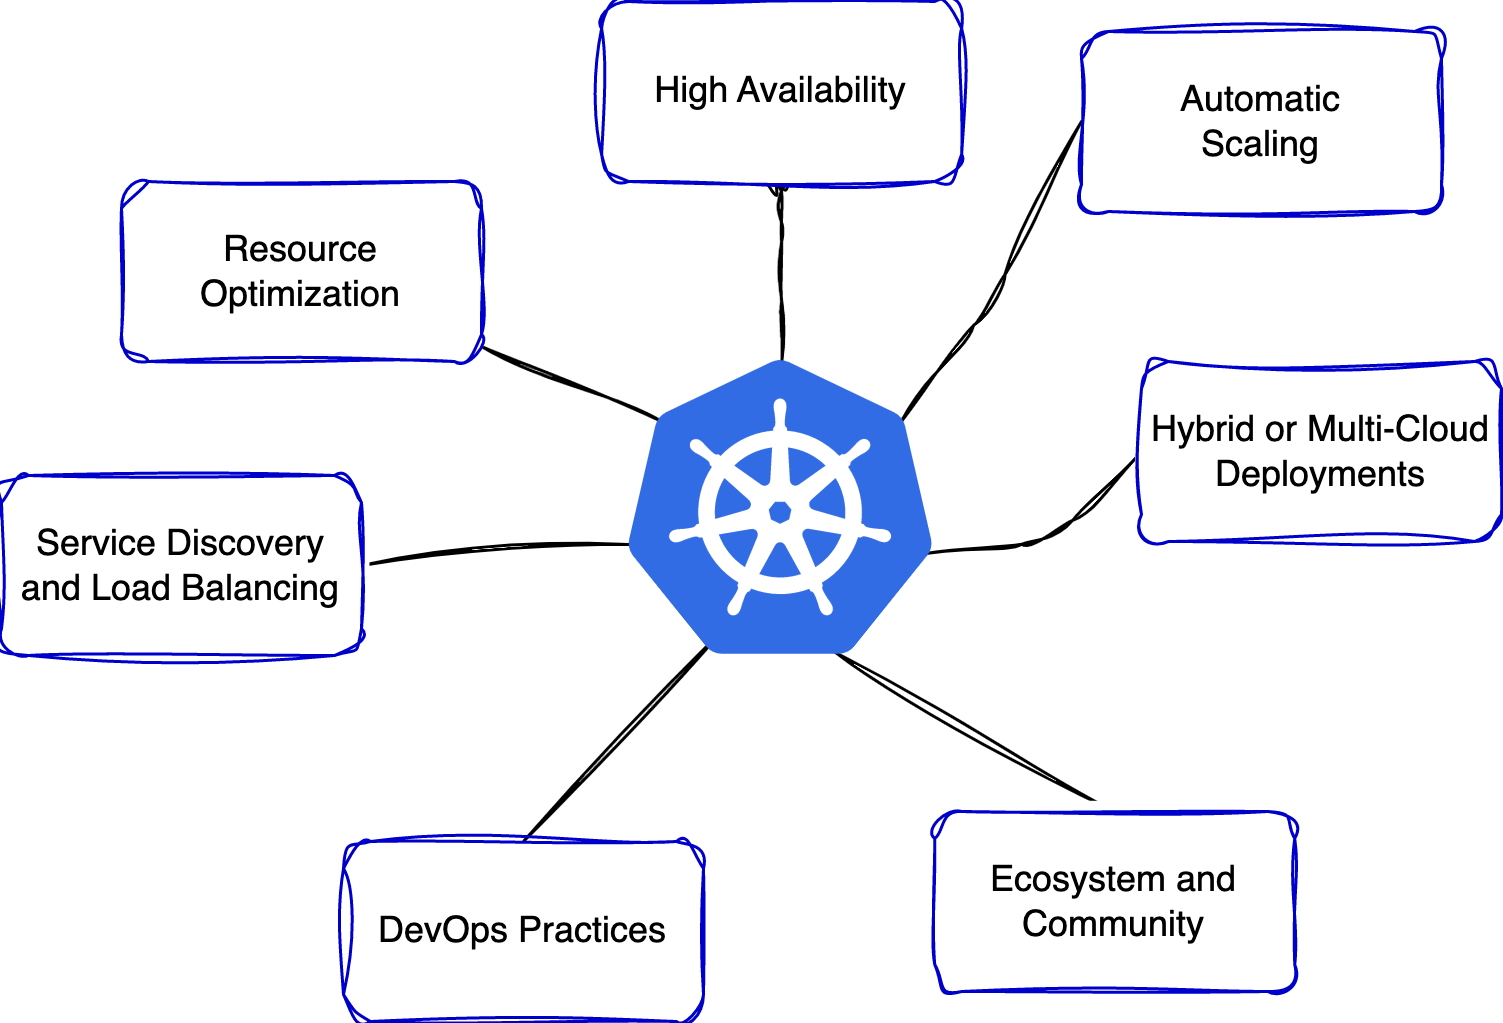 High Availability
Automatic
Scaling
Resource
Optimization
Hybrid or Multi-Cloud
Deployments
Service Discovery
and Load Balancing
Ecosystem and
Community
DevOps Practices